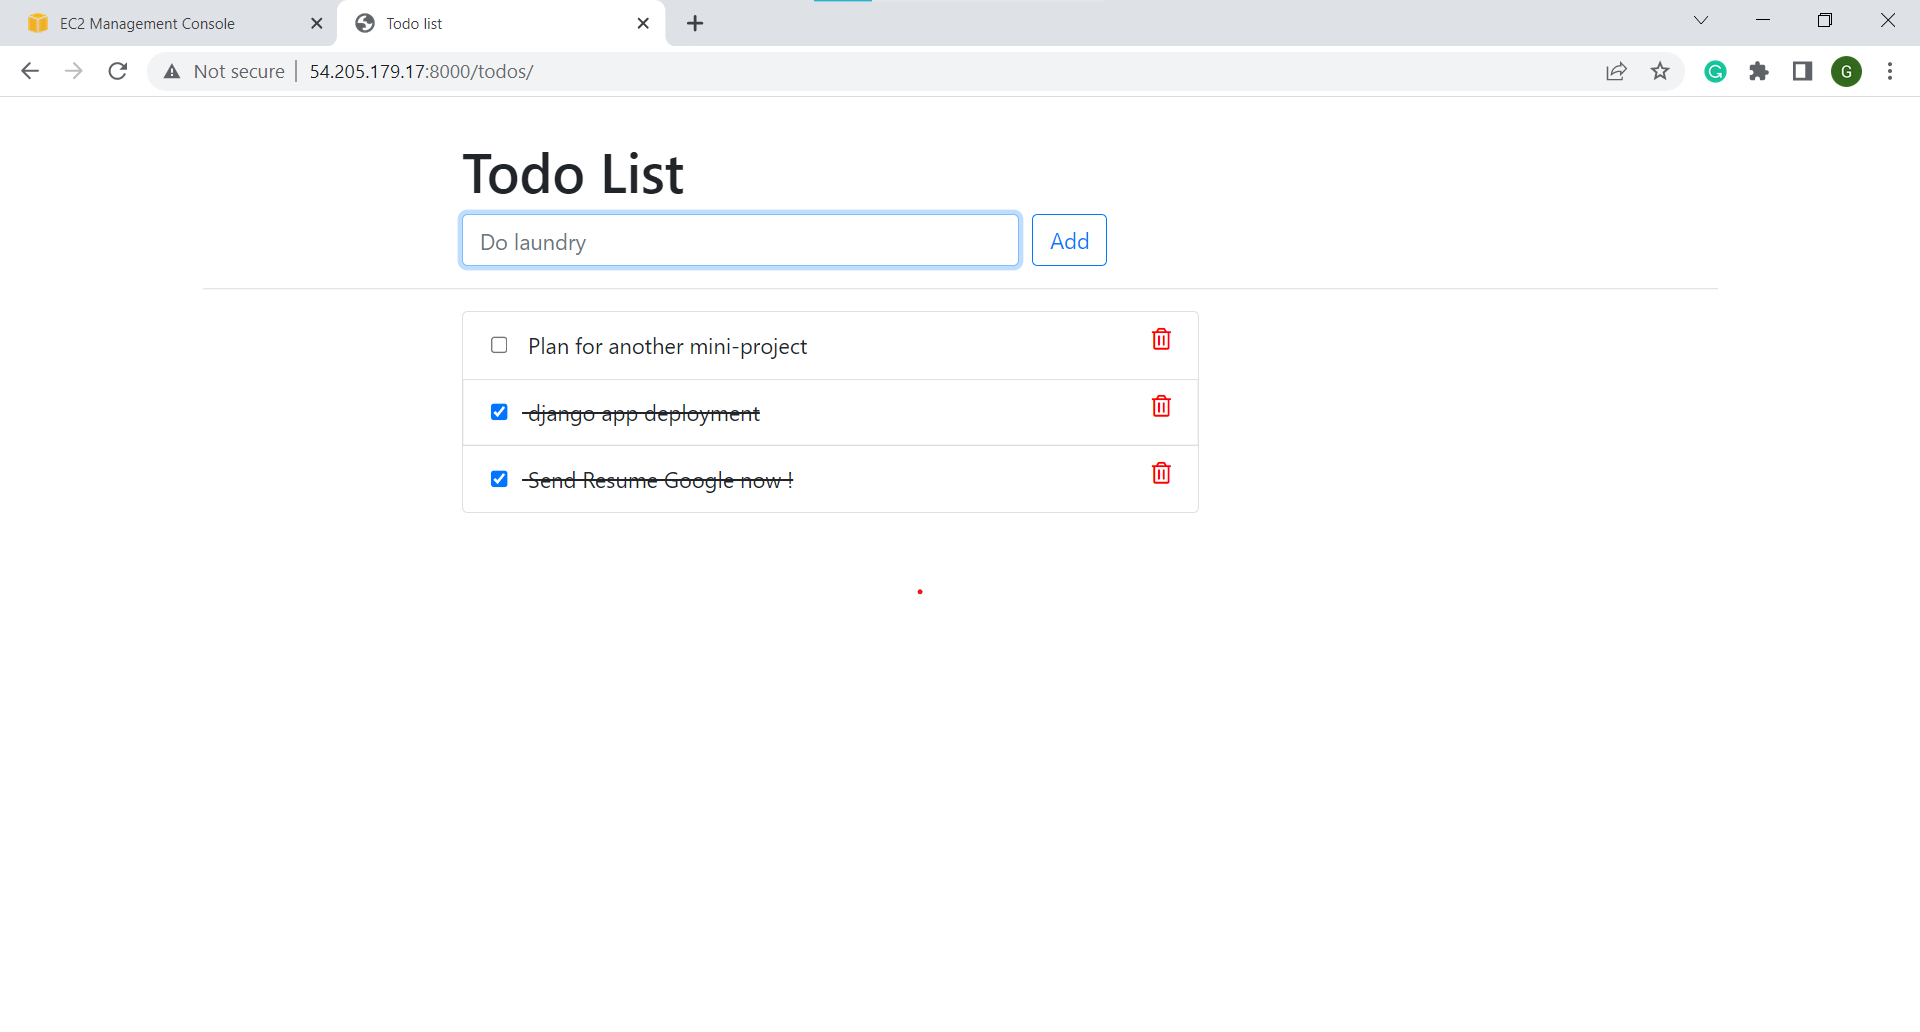 EC2 Management Console
Todo list
Not secure
54.205.179.17:8000/todos/
G
G
Todo List
Do laundry
Add
Plan for another mini-project
django app deployment
Send Resume Google now !